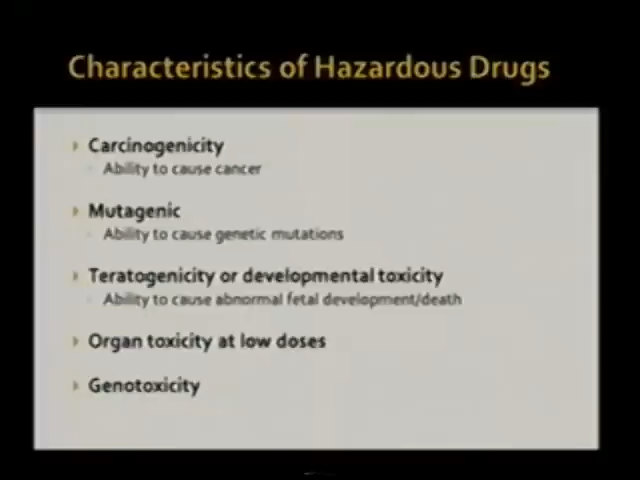 Characteristics of Hazardous Drugs
Carcinogenicity
Ability to cause cancer
Mutagenic
Ability to cause genetic mutations
Teratogenicity or developmental toxicity
Ability to cause abnormal fetal development/death
Organ toxicity at low doses
Genotoxicity